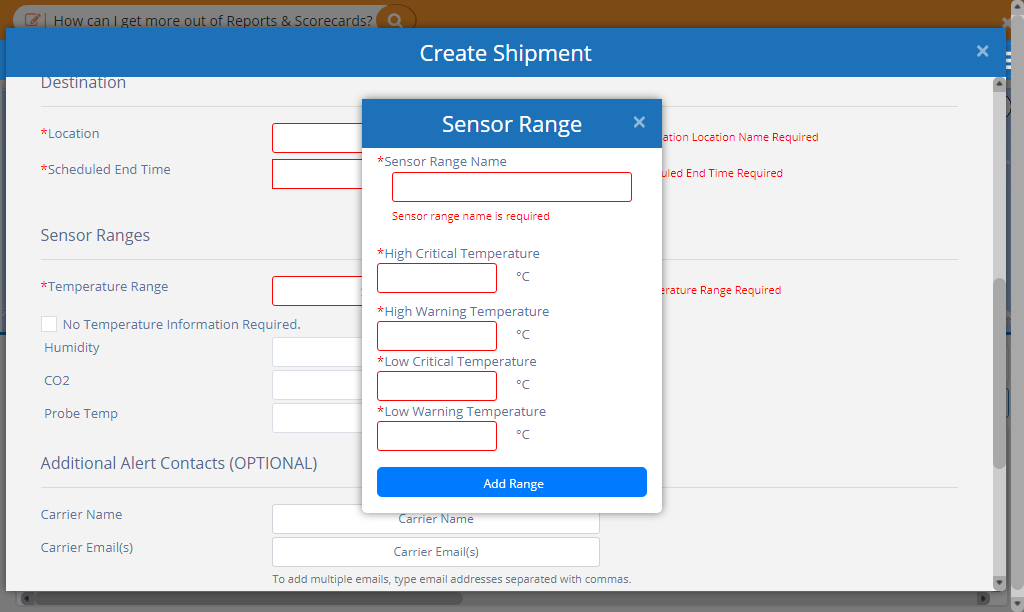 How can I get more out of Reports & Scorecards?
Create Shipment
×
Destination
*Location
Location Name Required
*Scheduled End Time
End Time Required
Sensor Ranges
*Temperature Range
Range Required
No Temperature Information Required.
Humidity
CO2
Probe Temp
Additional Alert Contacts (OPTIONAL)
Carrier Name
Carrier Name
Carrier Email(s)
Carrier Email(s)
To add multiple emails, type email addresses separated with commas.
Sensor Range
×
*Sensor Range Name
Sensor range name is required
*High Critical Temperature
°C
*High Warning Temperature
°C
*Low Critical Temperature
°C
*Low Warning Temperature
°C
Add Range